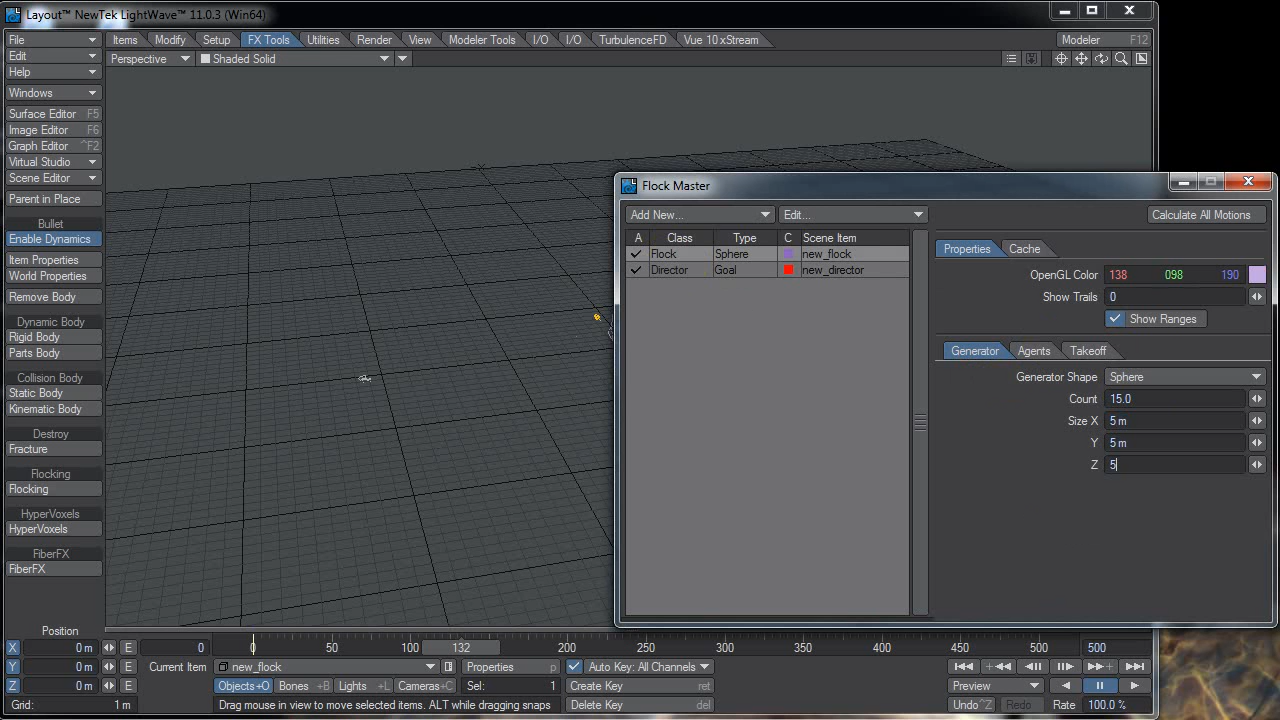 Layout™ NewTek LightWave™ 11.0.3 (Win64)
File Items Modify Setup FX Tools Utilities Render View Modeler Tools I/O I/O TurbulenceFD Vue 10 xStream Modeler F12
Edit Perspective Shaded Solid
Help
Windows
Surface Editor F5
Image Editor F6
Graph Editor ^F2
Virtual Studio
Scene Editor
Parent in Place
Bullet
Enable Dynamics
Item Properties
World Properties
Remove Body
Dynamic Body
Rigid Body
Parts Body
Collision Body
Static Body
Kinematic Body
Destroy
Fracture
Flocking
Flocking
HyperVoxels
HyperVoxels
FiberFX
FiberFX
Flock Master
Add New... Edit... Calculate All Motions
A Class Type C Scene Item
Flock Sphere new_flock
Director Goal new_director
Properties Cache
OpenGL Color 138 098 190
Show Trails 0
Show Ranges
Generator Agents Takeoff
Generator Shape Sphere
Count 15.0
Size X 5 m
Y 5 m
Z 5
Position
X 0 m E 0 0 50 100 132 200 250 300 350 400 450 500 500
Y 0 m E Current Item new_flock Properties p Auto Key: All Channels
Z 0 m E Objects+O Bones +B Lights +L Cameras+C Sel: 1 Create Key ret Preview
Grid: 1 m Drag mouse in view to move selected items. ALT while dragging snaps Delete Key del Undo^Z Redo Rate 100.0 %